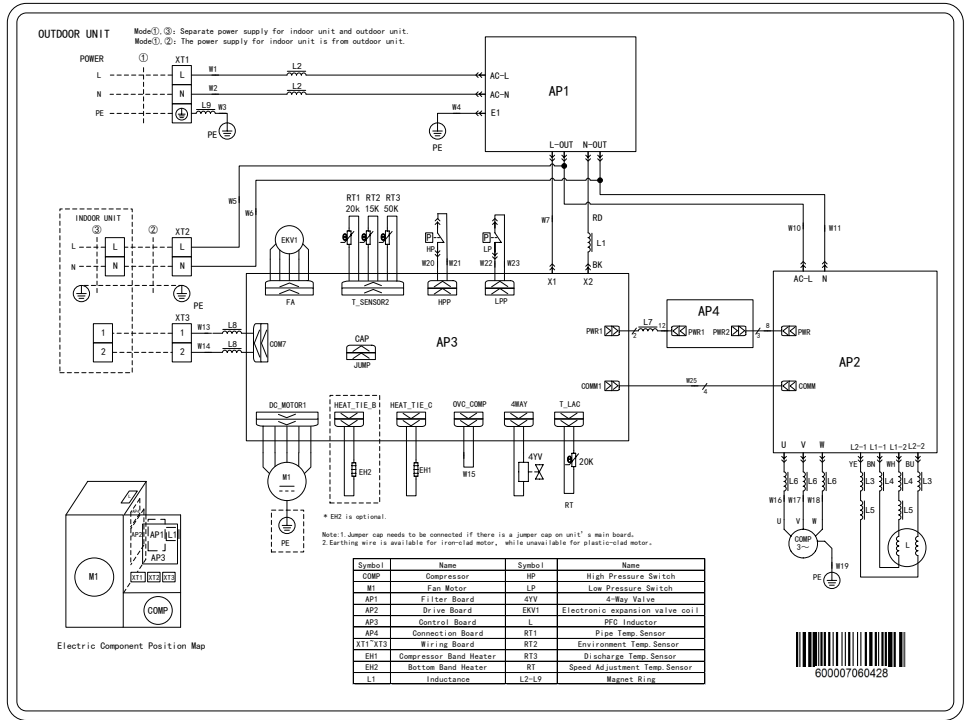 OUTDOOR UNIT
Mode①.③: Separate power supply for indoor unit and outdoor unit.
Mode①.②: The power supply for indoor unit is from outdoor unit.
POWER ① XT1
L L W1 L2 AC-L
N N W2 L2 AC-N
PE L9 W3 PE
W4 E1 PE
AP1
L-OUT N-OUT
W5 W6
RT1 RT2 RT3
20k 15K 50K
W7 RD L1 BK
W10 W11
INDOOR UNIT
③ ② XT2
L L L
N N N
PE
XT3
1 1 W13 L8
2 2 W14 L8
COM7
EKV1
P HP W20 W21
P LP W22 W23
FA T_SENSOR2 HPP LPP X1 X2
CAP
JUMP
AP3
PWR1 2 L7 12
AP4
PWR1 PWR2
8 3
AC-L N
PWR
AP2
COMM1 W25 4 COMM
DC_MOTOR1 HEAT_TIE_B HEAT_TIE_C OVC_COMP 4WAY T_LAC
M1 EH2 EH1 W15 4YV 20K
RT
PE
* EH2 is optional.
U V W L2-1 L1-1 L1-2 L2-2
YE BN WH BU
L6 L6 L6 L3 L4 L4 L3
W16 W17 W18 L5 L5
U V W
COMP
3~
L
W19
PE
Note:1.Jumper cap needs to be connected if there is a jumper cap on unit's main board.
2.Earthing wire is available for iron-clad motor, while unavailable for plastic-clad motor.
L AP2 AP1 L1
AP3
M1
XT1 XT2 XT3
COMP
Electric Component Position Map
Symbol Name Symbol Name
COMP Compressor HP High Pressure Switch
M1 Fan Motor LP Low Pressure Switch
AP1 Filter Board 4YV 4-Way Valve
AP2 Drive Board EKV1 Electronic expansion valve coil
AP3 Control Board L PFC Inductor
AP4 Connection Board RT1 Pipe Temp.Sensor
XT1~XT3 Wiring Board RT2 Environment Temp.Sensor
EH1 Compressor Band Heater RT3 Discharge Temp.Sensor
EH2 Bottom Band Heater RT Speed Adjustment Temp.Sensor
L1 Inductance L2-L9 Magnet Ring
600007060428